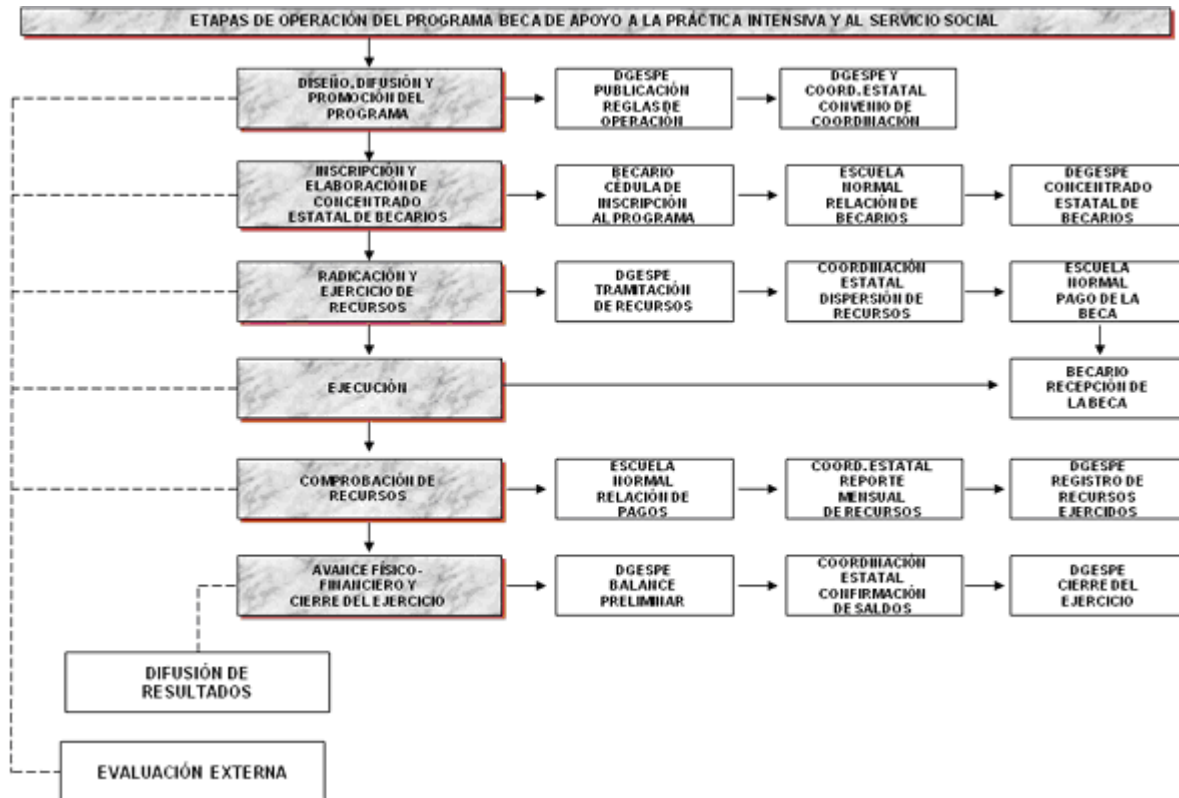 ETAPAS DE OPERACIÓN DEL PROGRAMA BECA DE APOYO A LA PRÁCTICA INTENSIVA Y AL SERVICIO SOCIAL
DISEÑO, DIFUSIÓN Y
PROMOCIÓN DEL
PROGRAMA
DGESPE
PUBLICACIÓN
REGLAS DE
OPERACIÓN
DGESPE Y
COORD. ESTATAL
CONVENIO DE
COORDINACIÓN
INSCRIPCIÓN Y
ELABORACIÓN DE
CONCENTRADO
ESTATAL DE BECARIOS
BECARIO
CÉDULA DE
INSCRIPCIÓN
AL PROGRAMA
ESCUELA
NORMAL
RELACIÓN DE
BECARIOS
DEGESPE
CONCENTRADO
ESTATAL DE
BECARIOS
RADICACIÓN Y
EJERCICIO DE
RECURSOS
DGESPE
TRAMITACIÓN
DE RECURSOS
COORDINACIÓN
ESTATAL
DISPERSIÓN DE
RECURSOS
ESCUELA
NORMAL
PAGO DE LA
BECA
EJECUCIÓN
BECARIO
RECEPCIÓN DE
LA BECA
COMPROBACIÓN DE
RECURSOS
ESCUELA
NORMAL
RELACIÓN DE
PAGOS
COORD. ESTATAL
REPORTE
MENSUAL
DE RECURSOS
DGESPE
REGISTRO DE
RECURSOS
EJERCIDOS
AVANCE FÍSICO-
FINANCIERO Y
CIERRE DEL EJERCICIO
DGESPE
BALANCE
PRELIMINAR
COORDINACIÓN
ESTATAL
CONFIRMACIÓN
DE SALDOS
DGESPE
CIERRE DEL
EJERCICIO
DIFUSIÓN DE
RESULTADOS
EVALUACIÓN EXTERNA